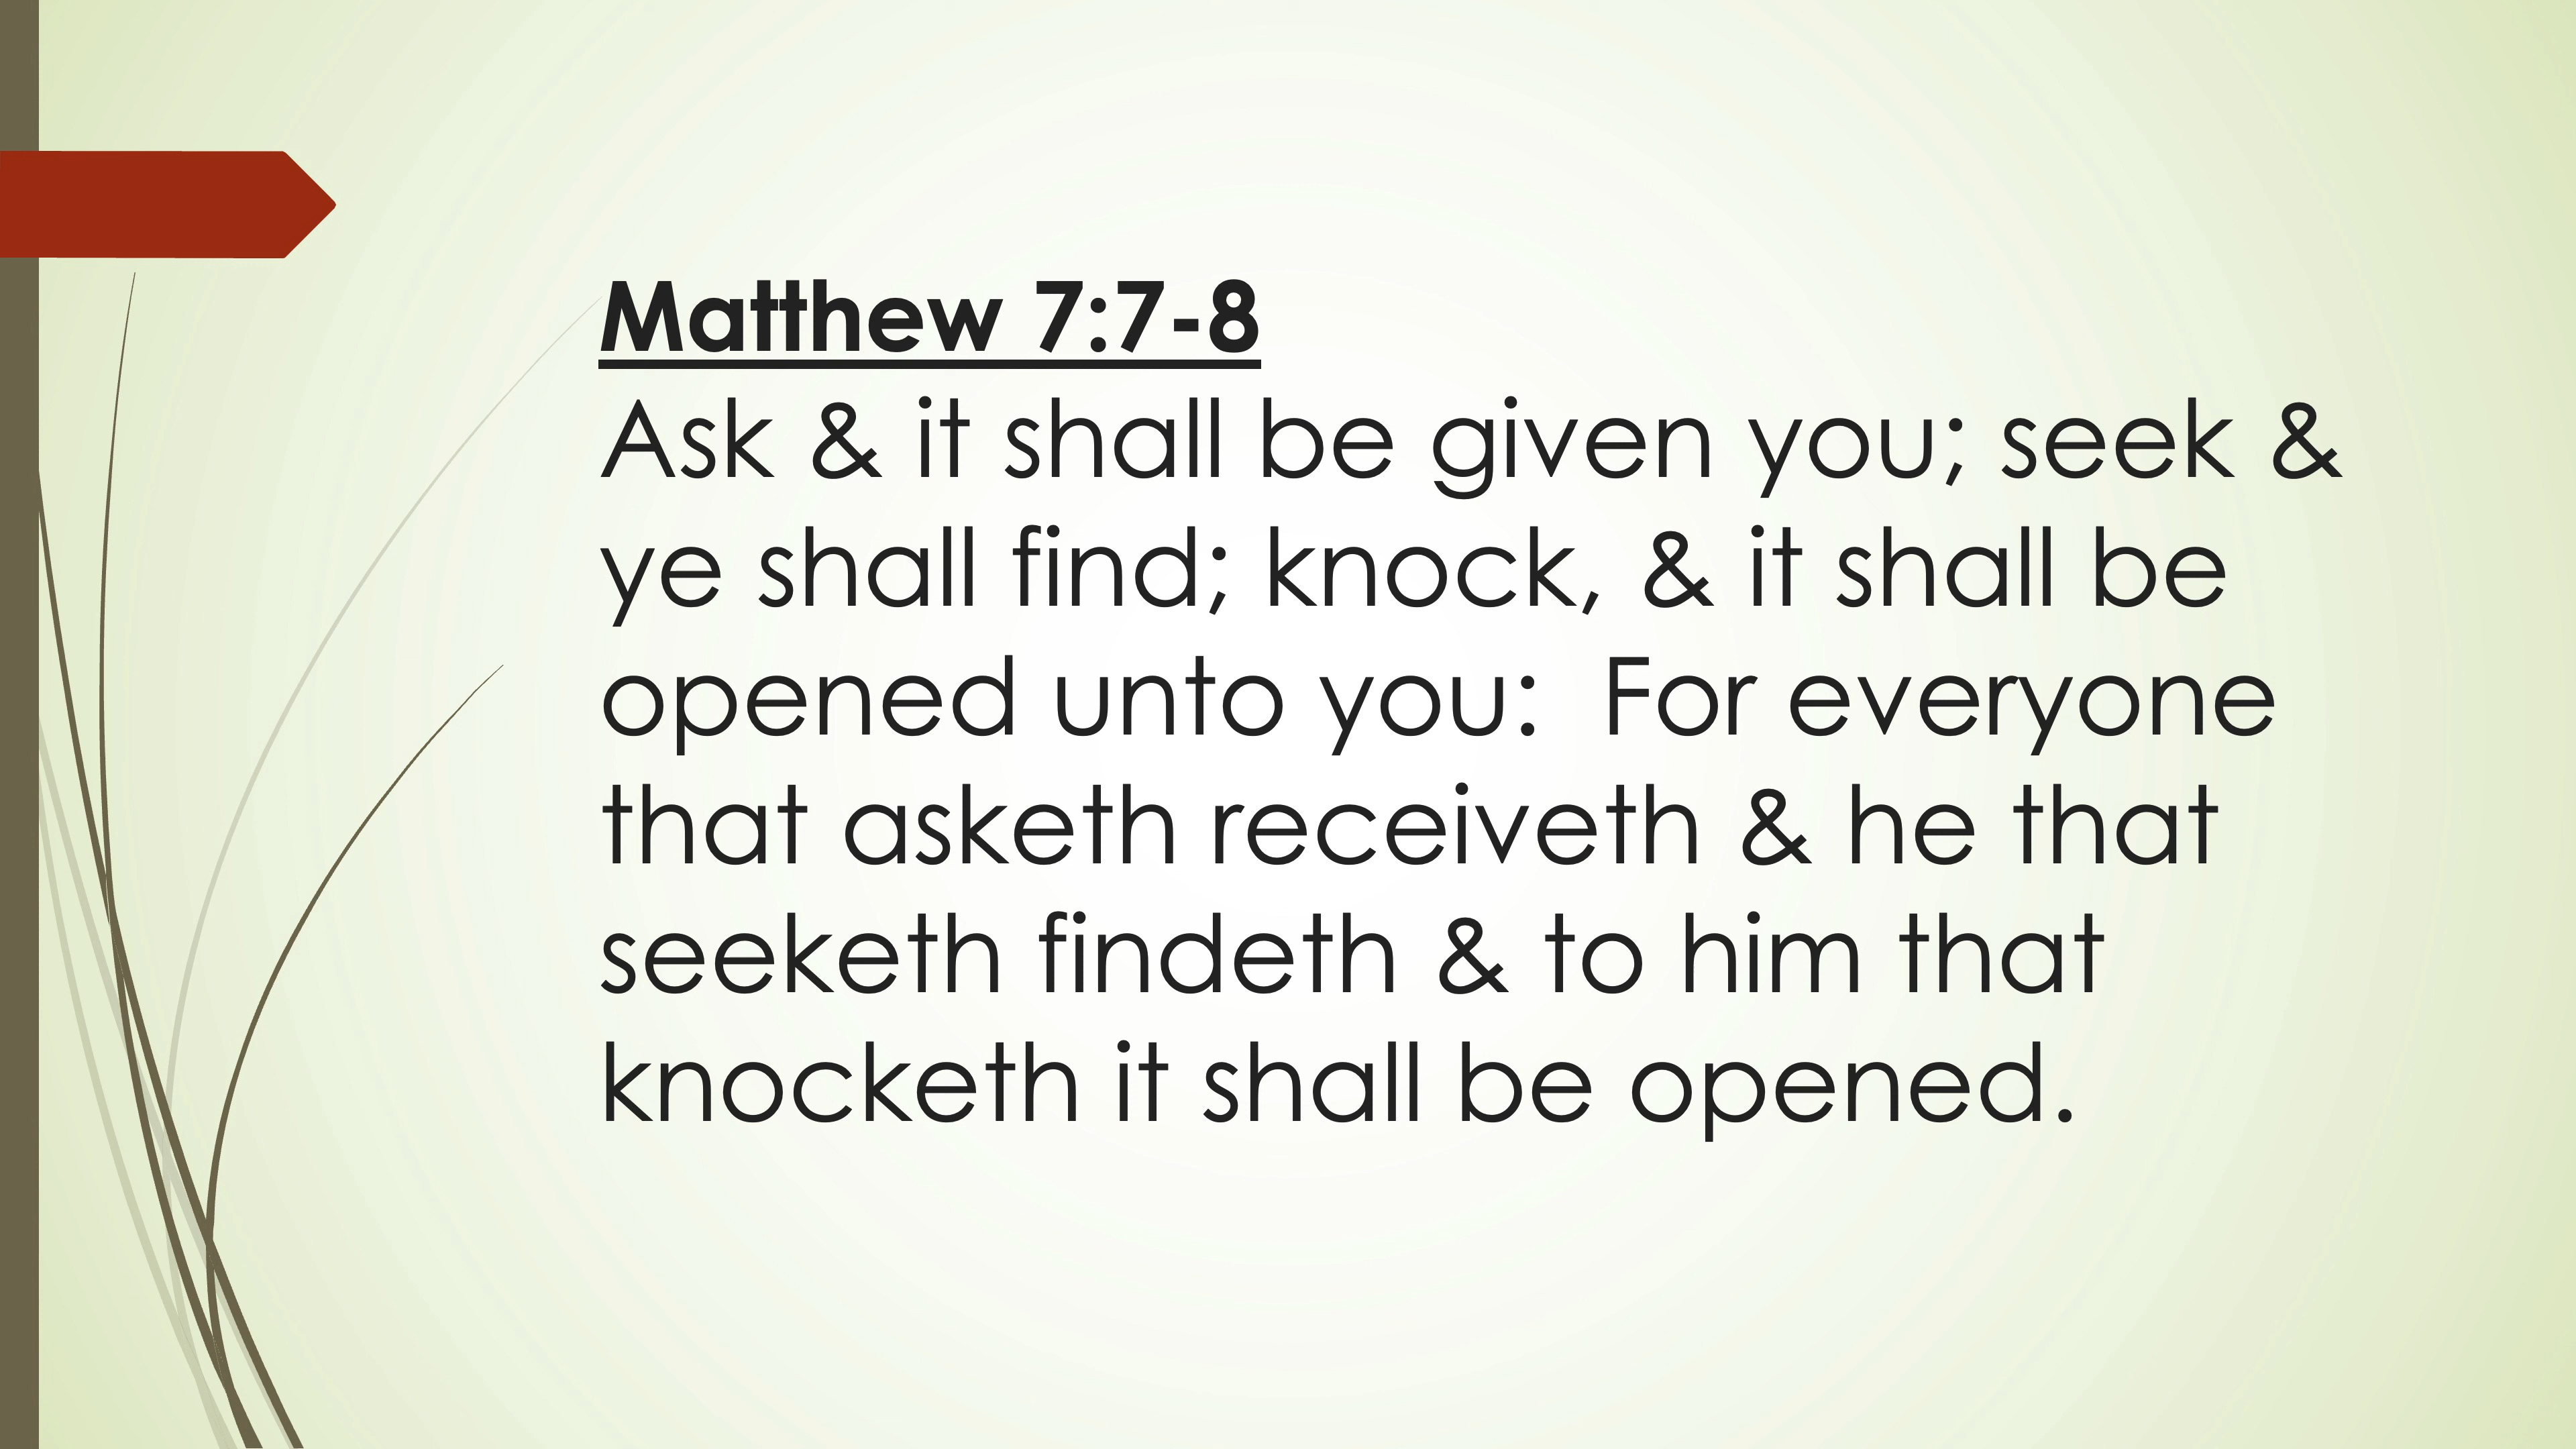 Matthew 7:7-8
Ask & it shall be given you; seek &
ye shall find; knock, & it shall be
opened unto you:  For everyone
that asketh receiveth & he that
seeketh findeth & to him that
knocketh it shall be opened.